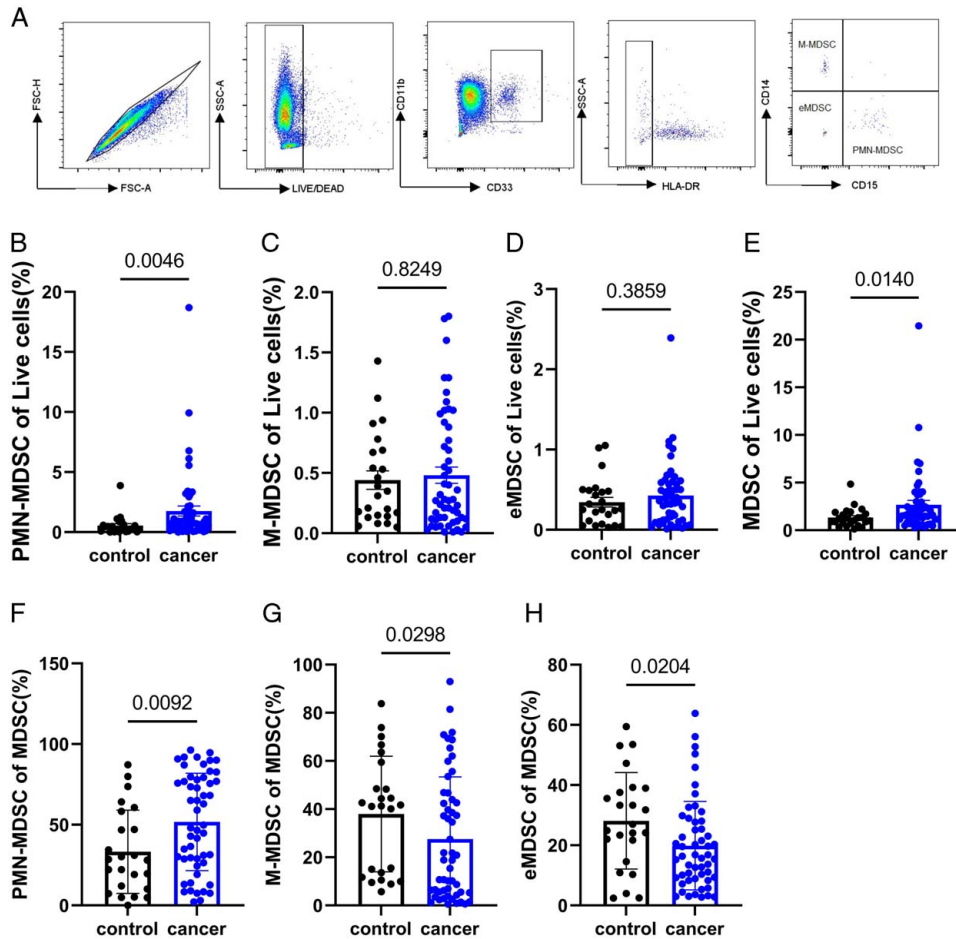 A
FSC-H
FSC-A
SSC-A
LIVE/DEAD
CD11b
CD33
SSC-A
HLA-DR
CD14
M-MDSC
eMDSC
PMN-MDSC
CD15
B
PMN-MDSC of Live cells(%)
0.0046
20
15
10
5
0
control cancer
C
M-MDSC of Live cells(%)
0.8249
2.0
1.5
1.0
0.5
0.0
control cancer
D
eMDSC of Live cells(%)
0.3859
3
2
1
0
control cancer
E
MDSC of Live cells(%)
0.0140
25
20
15
10
5
0
control cancer
F
PMN-MDSC of MDSC(%)
0.0092
150
100
50
0
control cancer
G
M-MDSC of MDSC(%)
0.0298
100
80
60
40
20
0
control cancer
H
eMDSC of MDSC(%)
0.0204
80
60
40
20
0
control cancer